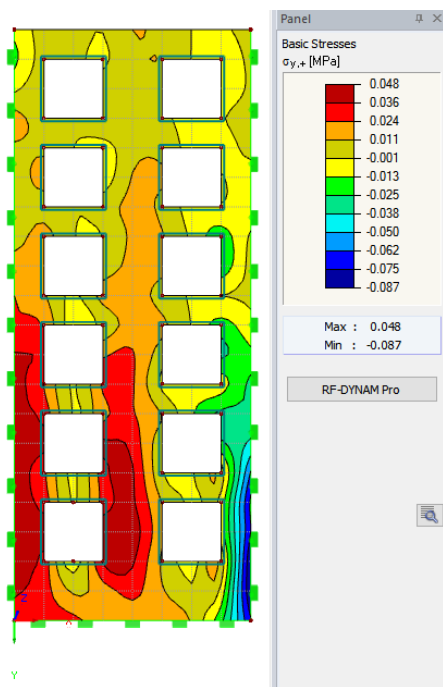 Panel
Basic Stresses
σy,+ [MPa]
0.048
0.036
0.024
0.011
-0.001
-0.013
-0.025
-0.038
-0.050
-0.062
-0.075
-0.087
Max : 0.048
Min : -0.087
RF-DYNAM Pro
Z
X
Y